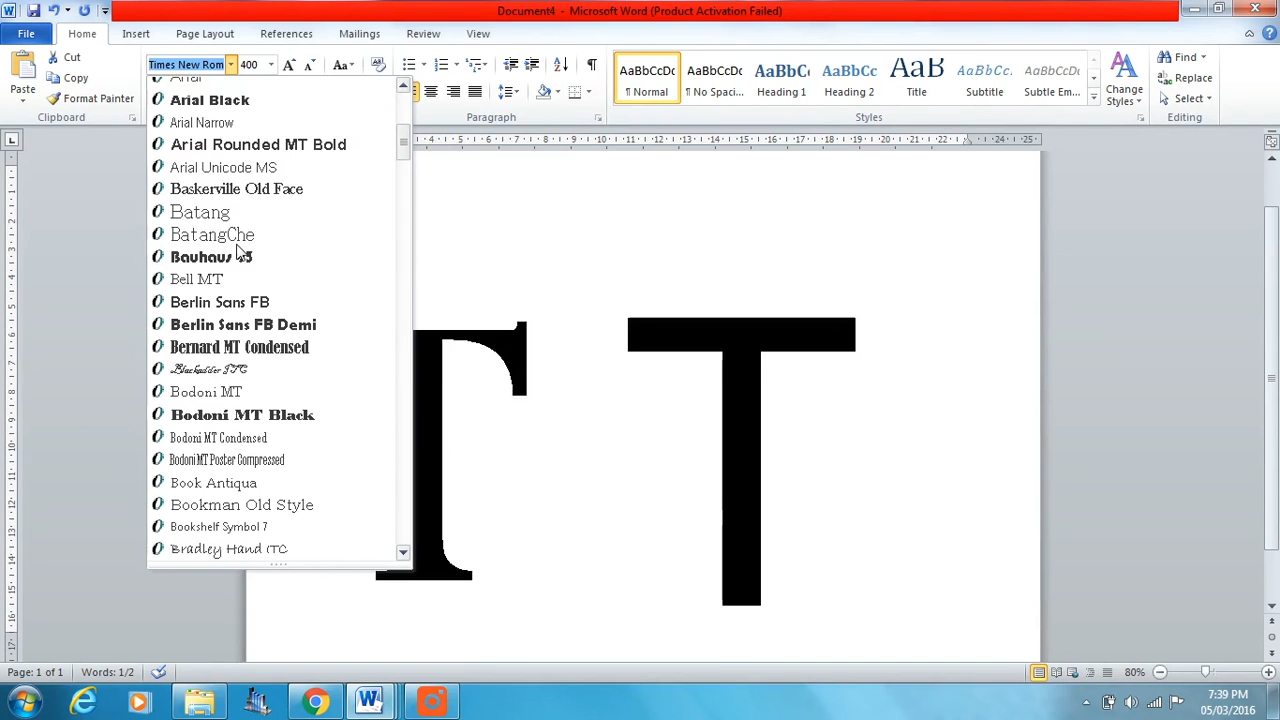 Document4 - Microsoft Word (Product Activation Failed)
File Home Insert Page Layout References Mailings Review View
Cut
Copy
Format Painter
Paste
Clipboard
Times New Rom 400
Aa
Paragraph
AaBbCcDc AaBbCcDc AaBbCc AaBbCc AaB AaBbCc. AaBbCcDc
¶ Normal ¶ No Spaci... Heading 1 Heading 2 Title Subtitle Subtle Em...
Change
Styles
Styles
Find
Replace
Select
Editing
Arial
Arial Black
Arial Narrow
Arial Rounded MT Bold
Arial Unicode MS
Baskerville Old Face
Batang
BatangChe
Bauhaus
Bell MT
Berlin Sans FB
Berlin Sans FB Demi
Bernard MT Condensed
Blackadder ITC
Bodoni MT
Bodoni MT Black
Bodoni MT Condensed
Bodoni MT Poster Compressed
Book Antiqua
Bookman Old Style
Bookshelf Symbol 7
Bradley Hand ITC
T T
Page: 1 of 1 Words: 1/2
80%
7:39 PM
05/03/2016